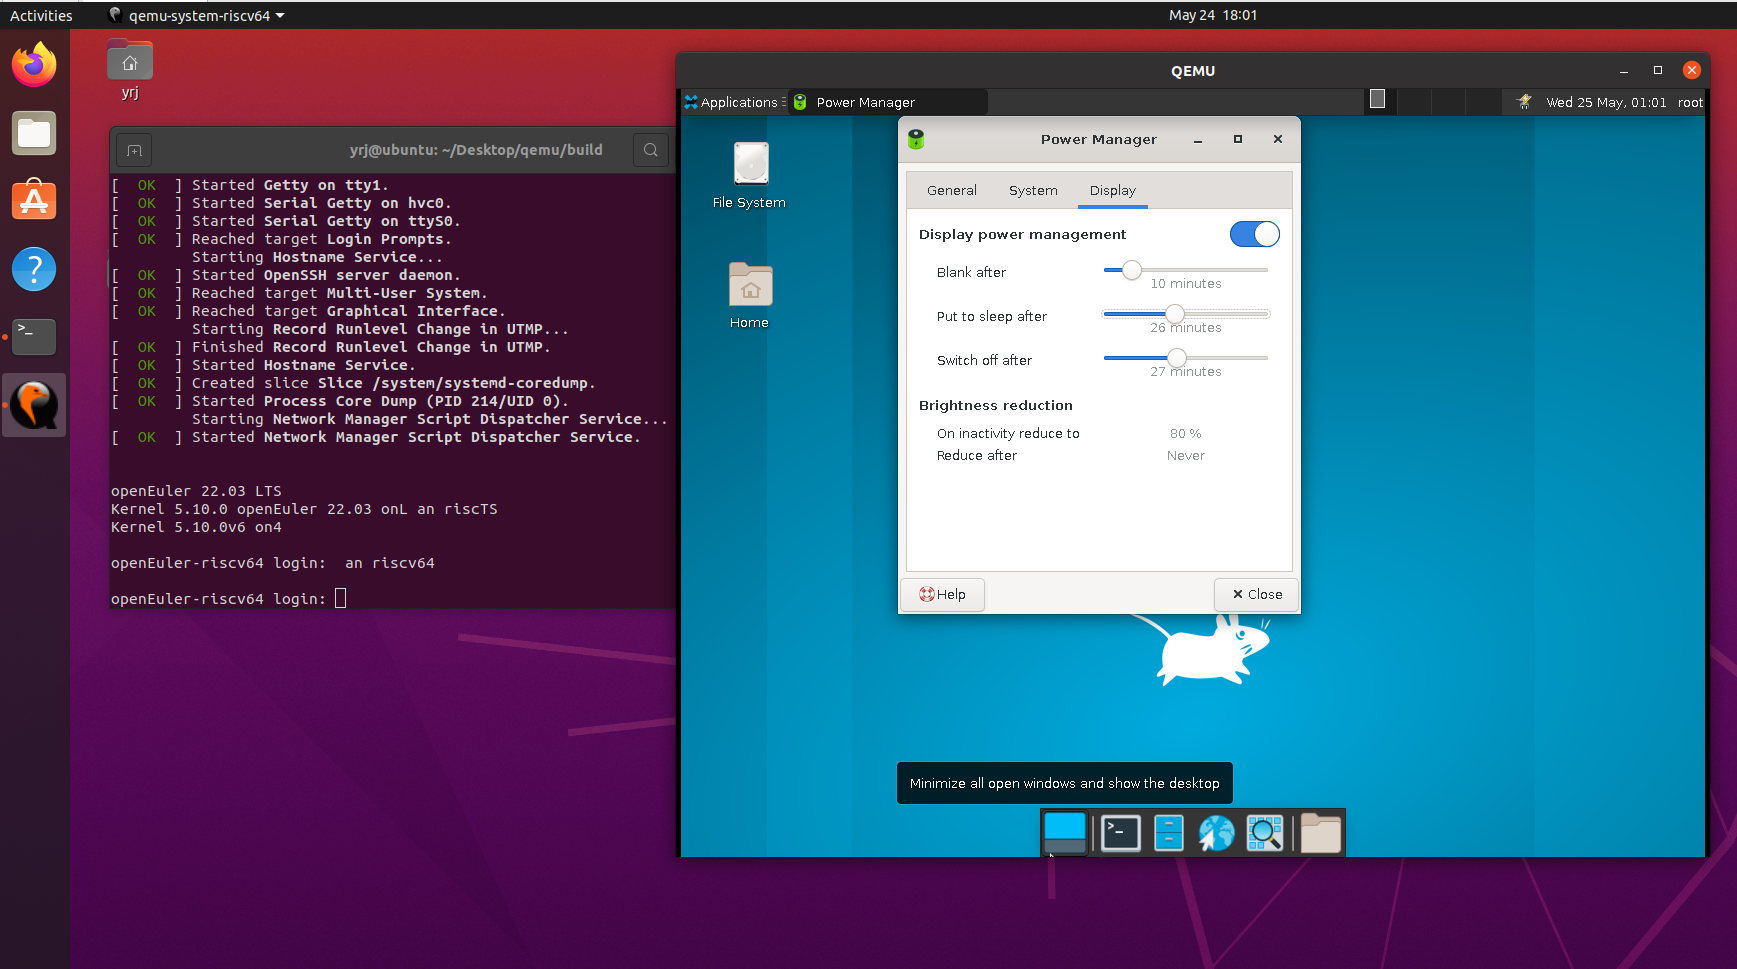 Activities
qemu-system-riscv64
May 24 18:01
yrj
yrj@ubuntu: ~/Desktop/qemu/build
[  OK  ] Started Getty on tty1.
[  OK  ] Started Serial Getty on hvc0.
[  OK  ] Started Serial Getty on ttyS0.
[  OK  ] Reached target Login Prompts.
Starting Hostname Service...
[  OK  ] Started OpenSSH server daemon.
[  OK  ] Reached target Multi-User System.
[  OK  ] Reached target Graphical Interface.
Starting Record Runlevel Change in UTMP...
[  OK  ] Finished Record Runlevel Change in UTMP.
[  OK  ] Started Hostname Service.
[  OK  ] Created slice Slice /system/systemd-coredump.
[  OK  ] Started Process Core Dump (PID 214/UID 0).
Starting Network Manager Script Dispatcher Service...
[  OK  ] Started Network Manager Script Dispatcher Service.
openEuler 22.03 LTS
Kernel 5.10.0 openEuler 22.03 onL an riscTS
Kernel 5.10.0v6 on4
openEuler-riscv64 login:  an riscv64
openEuler-riscv64 login:
QEMU
Applications
Power Manager
Wed 25 May, 01:01
root
File System
Home
Power Manager
General
System
Display
Display power management
Blank after
10 minutes
Put to sleep after
26 minutes
Switch off after
27 minutes
Brightness reduction
On inactivity reduce to
80 %
Reduce after
Never
Help
Close
Minimize all open windows and show the desktop